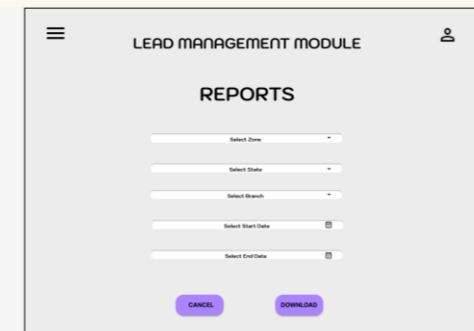 LEAD MANAGEMENT MODULE
REPORTS
Select Zone
Select State
Select Branch
Select Start Date
Select End Date
CANCEL DOWNLOAD